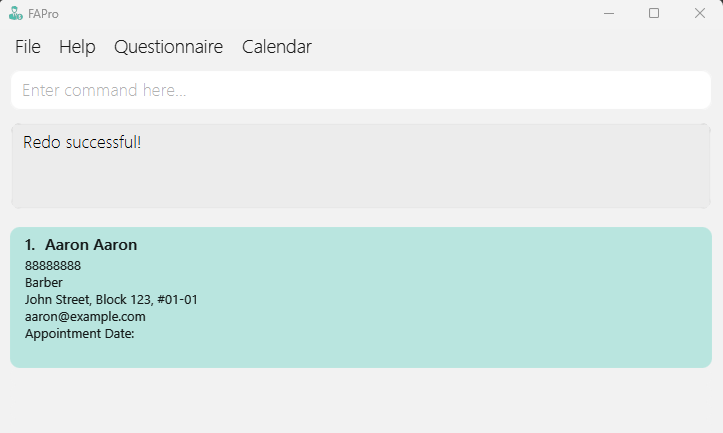 FAPro
File Help Questionnaire Calendar
Enter command here...
Redo successful!
1. Aaron Aaron
88888888
Barber
John Street, Block 123, #01-01
aaron@example.com
Appointment Date: